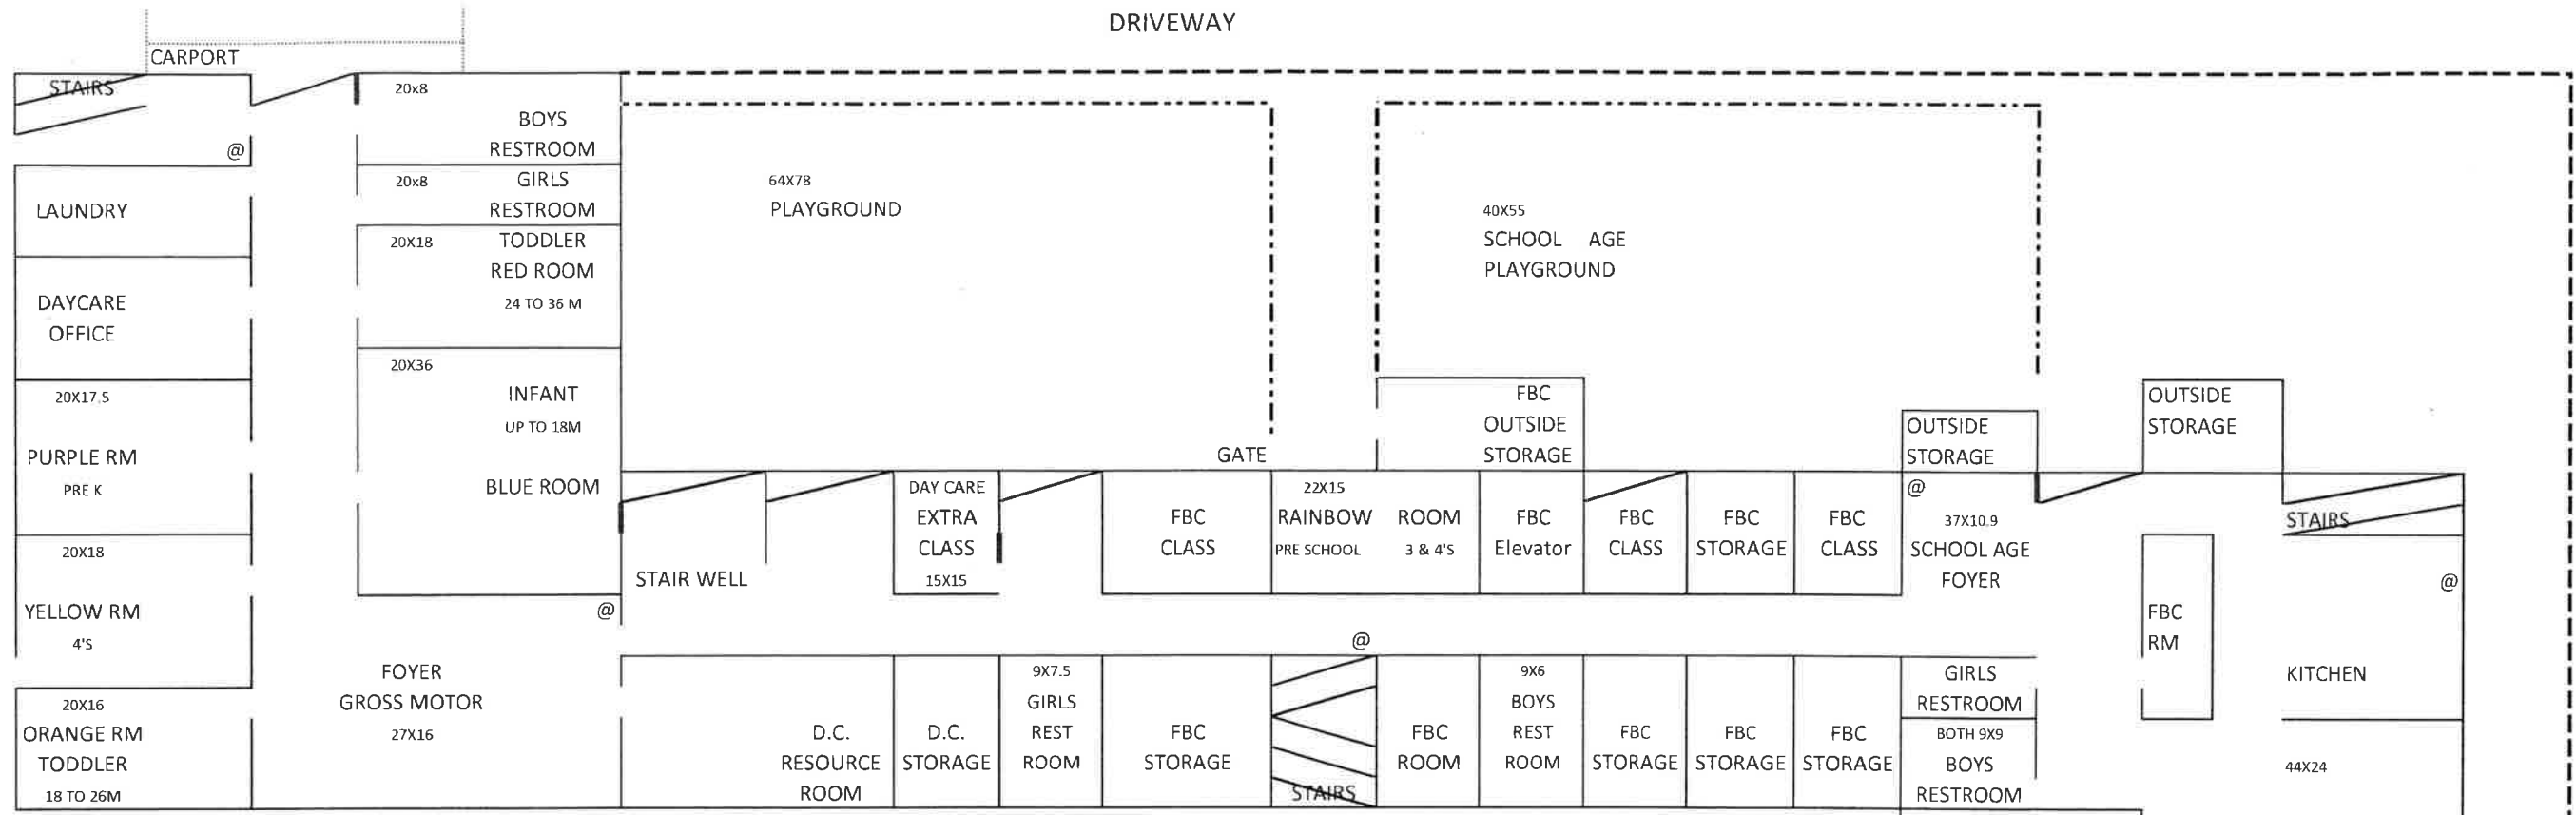 DRIVEWAY
CARPORT
STAIRS
@
LAUNDRY
DAYCARE
OFFICE
20X17.5
PURPLE RM
PRE K
20X18
YELLOW RM
4'S
20X16
ORANGE RM
TODDLER
18 TO 26M
20x8
BOYS
RESTROOM
20x8
GIRLS
RESTROOM
20X18
TODDLER
RED ROOM
24 TO 36 M
20X36
INFANT
UP TO 18M
BLUE ROOM
@
FOYER
GROSS MOTOR
27X16
64X78
PLAYGROUND
GATE
40X55
SCHOOL AGE
PLAYGROUND
FBC
OUTSIDE
STORAGE
OUTSIDE
STORAGE
OUTSIDE
STORAGE
STAIR WELL
DAY CARE
EXTRA
CLASS
15X15
FBC
CLASS
22X15
RAINBOW ROOM
PRE SCHOOL 3 & 4'S
FBC
Elevator
FBC
CLASS
FBC
STORAGE
FBC
CLASS
@
37X10.9
SCHOOL AGE
FOYER
STAIRS
@
FBC
RM
KITCHEN
44X24
@
D.C.
RESOURCE
ROOM
D.C.
STORAGE
9X7.5
GIRLS
REST
ROOM
FBC
STORAGE
STAIRS
FBC
ROOM
9X6
BOYS
REST
ROOM
FBC
STORAGE
FBC
STORAGE
FBC
STORAGE
GIRLS
RESTROOM
BOTH 9X9
BOYS
RESTROOM